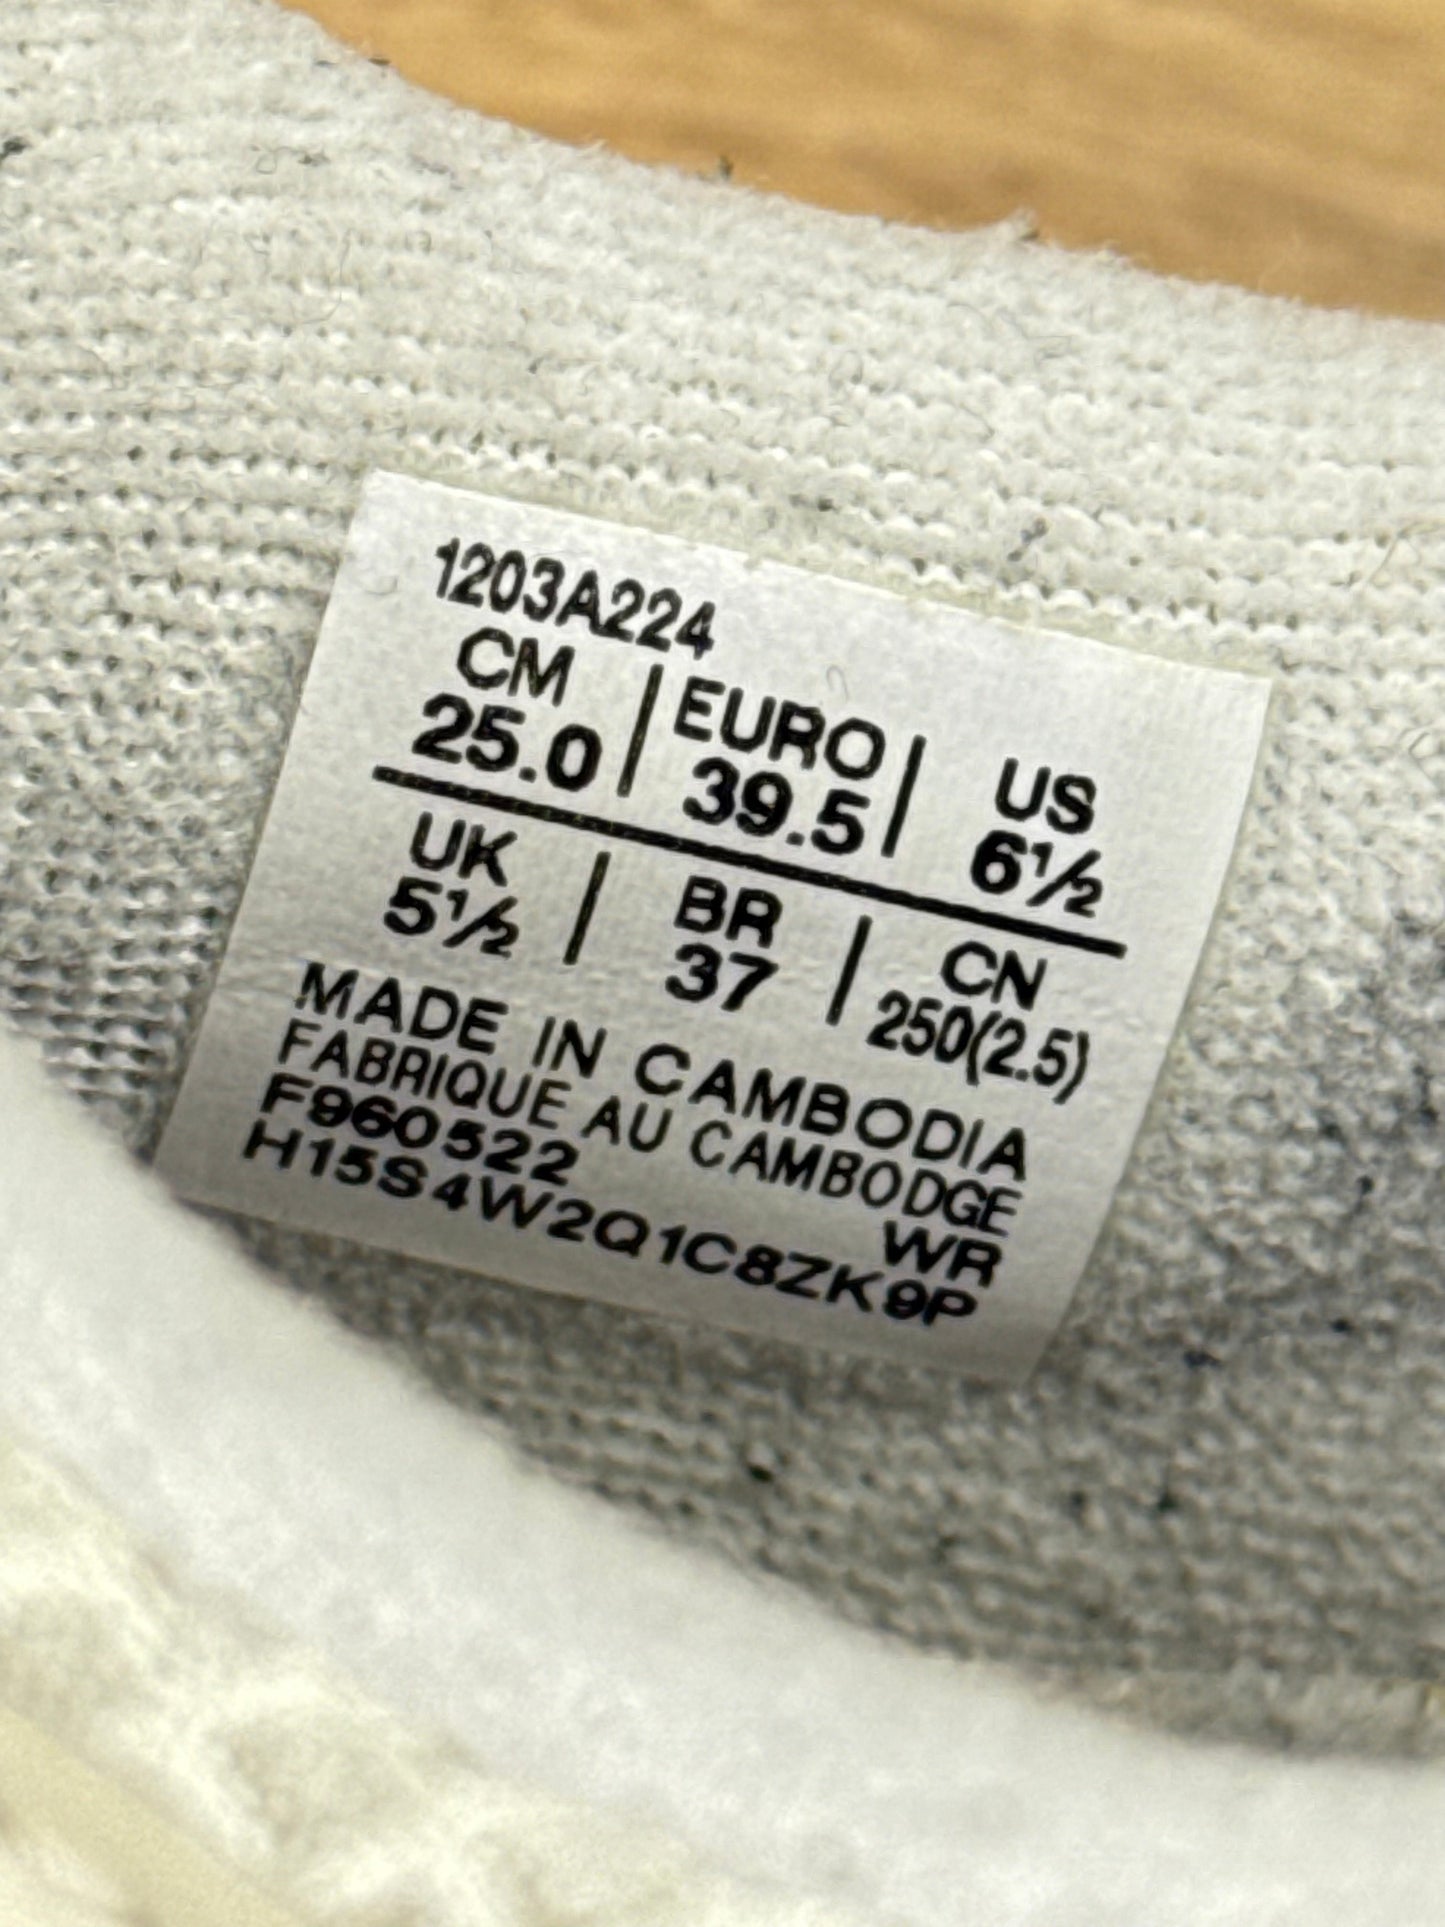 1203A224
CM | EURO | US
25.0 | 39.5 | 6½
UK | BR | CN
5½ | 37 | 250(2.5)
MADE IN CAMBODIA
FABRIQUE AU CAMBODGE
F960522 WR
H15S4W2Q1C8ZK9P